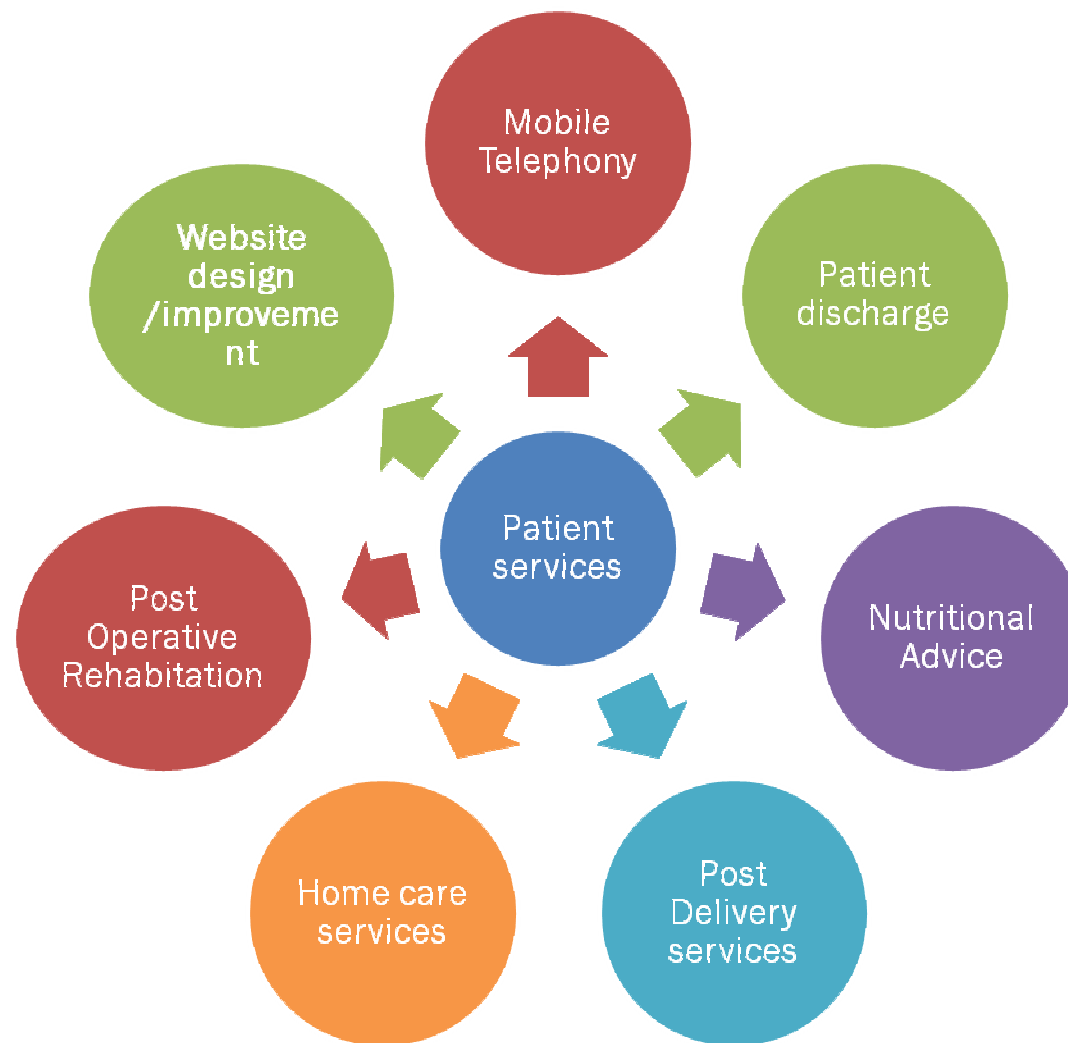 Mobile
Telephony
Patient
discharge
Nutritional
Advice
Post
Delivery
services
Home care
services
Post
Operative
Rehabitation
Website
design
/improveme
nt
Patient
services